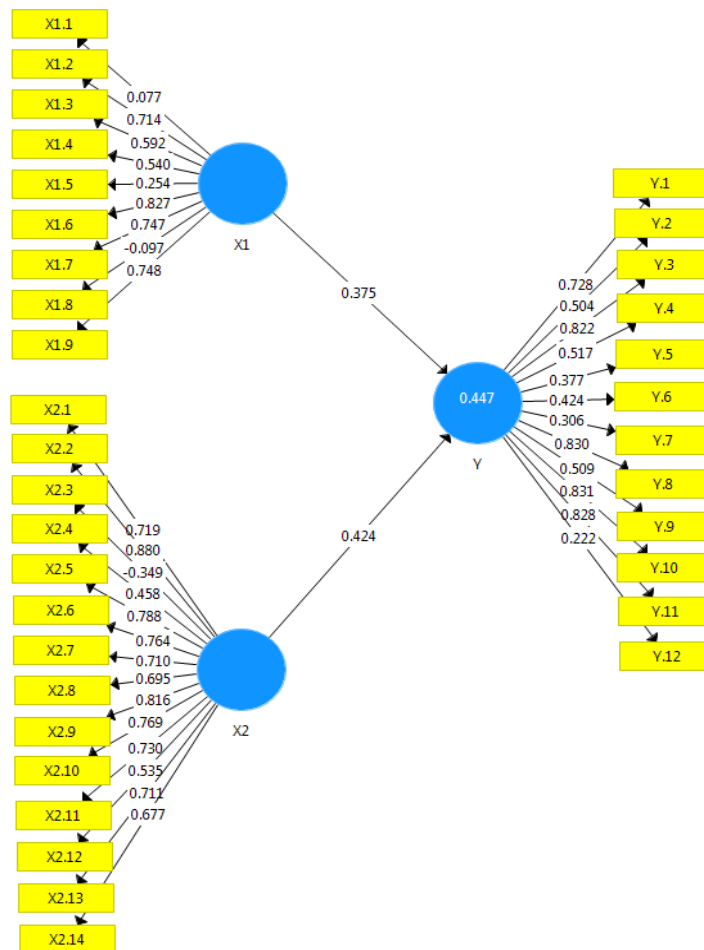 X1.1
X1.2
X1.3
X1.4
X1.5
X1.6
X1.7
X1.8
X1.9
0.077
0.714
0.592
0.540
0.254
0.827
0.747
-0.097
0.748
X1
0.375
X2.1
X2.2
X2.3
X2.4
X2.5
X2.6
X2.7
X2.8
X2.9
X2.10
X2.11
X2.12
X2.13
X2.14
0.719
0.880
-0.349
0.458
0.788
0.764
0.710
0.695
0.816
0.769
0.730
0.535
0.711
0.677
X2
0.424
0.447
Y
0.728
0.504
0.822
0.517
0.377
0.424
0.306
0.830
0.509
0.831
0.828
0.222
Y.1
Y.2
Y.3
Y.4
Y.5
Y.6
Y.7
Y.8
Y.9
Y.10
Y.11
Y.12